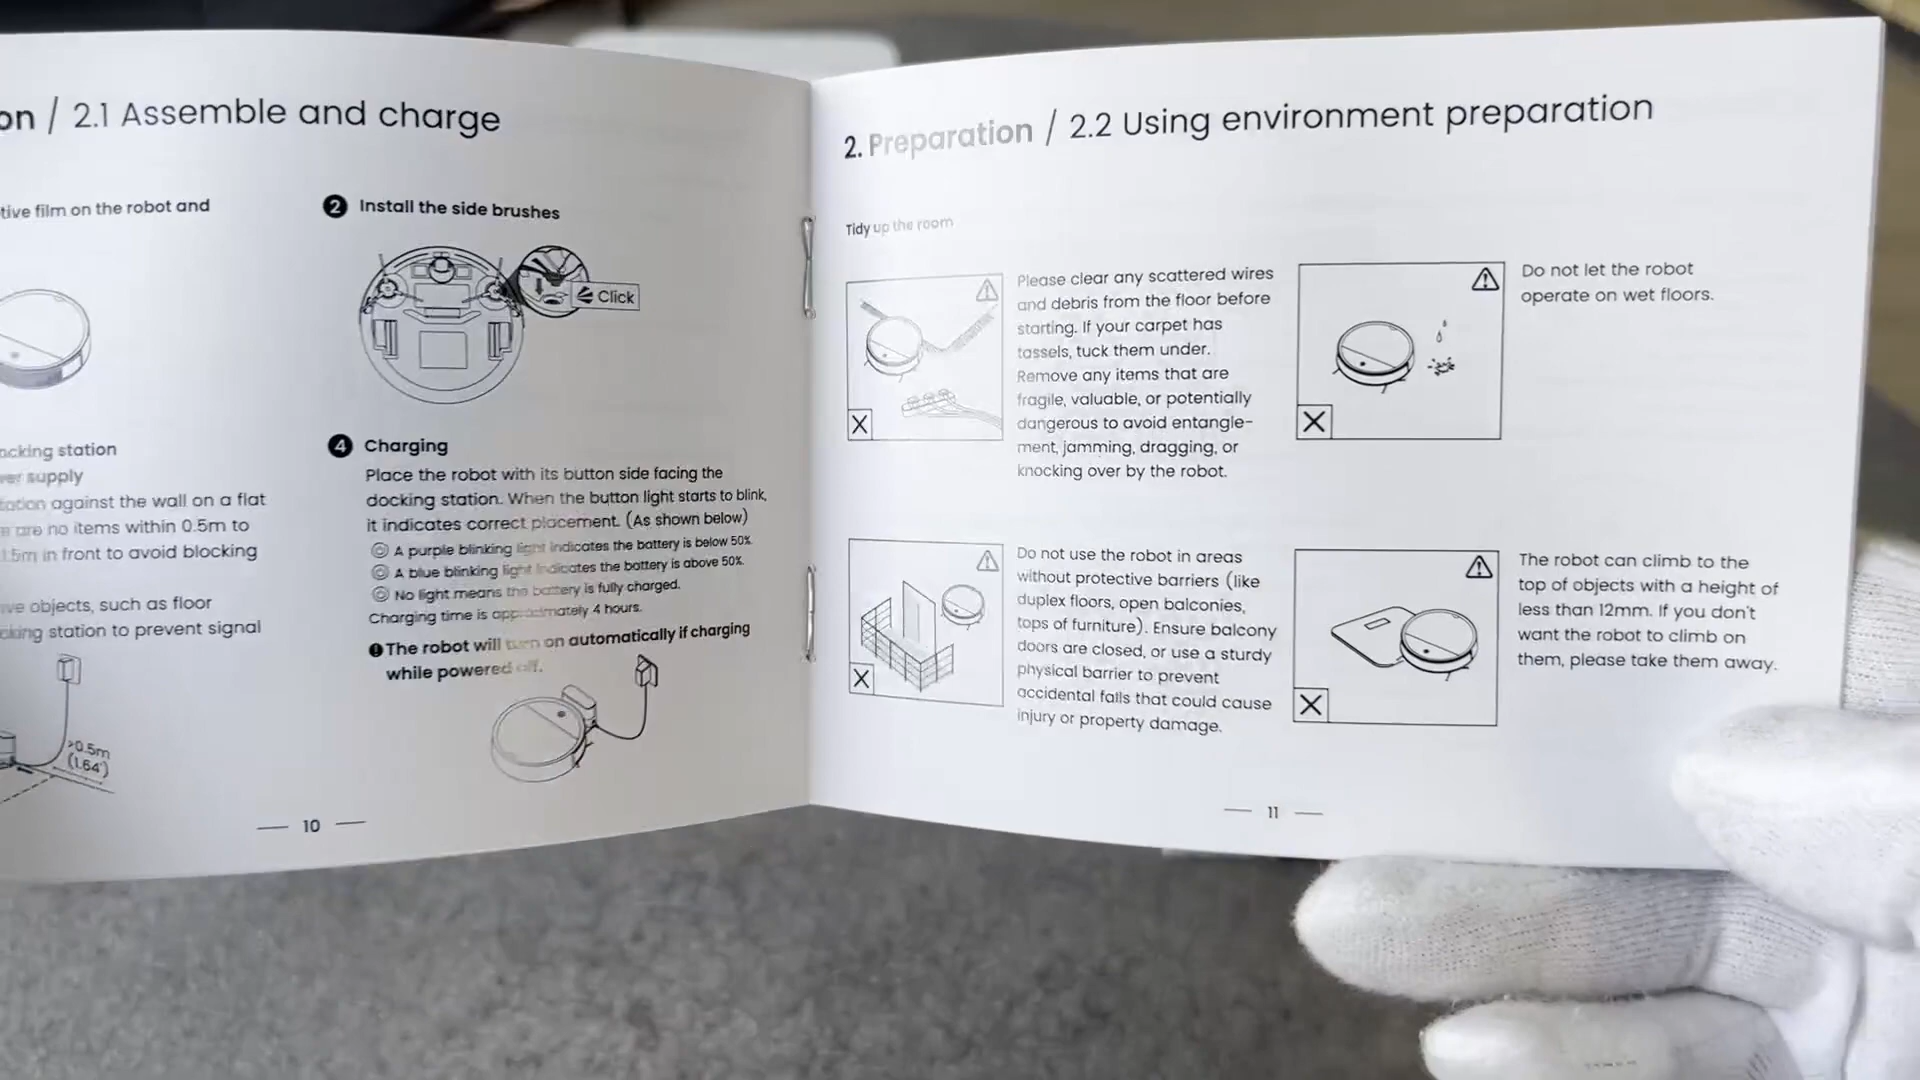 on / 2.1 Assemble and charge
tive film on the robot and
2 Install the side brushes
Click
ocking station
wer supply
tation against the wall on a flat
e are no items within 0.5m to
1.5m in front to avoid blocking
ive objects, such as floor
cking station to prevent signal
>0.5m
(1.64')
4 Charging
Place the robot with its button side facing the
docking station. When the button light starts to blink,
it indicates correct placement. (As shown below)
A purple blinking light indicates the battery is below 50%.
A blue blinking light indicates the battery is above 50%.
No light means the battery is fully charged.
Charging time is approximately 4 hours.
The robot will turn on automatically if charging
while powered off.
10
2. Preparation / 2.2 Using environment preparation
Tidy up the room
Please clear any scattered wires
and debris from the floor before
starting. If your carpet has
tassels, tuck them under.
Remove any items that are
fragile, valuable, or potentially
dangerous to avoid entangle-
ment, jamming, dragging, or
knocking over by the robot.
Do not let the robot
operate on wet floors.
Do not use the robot in areas
without protective barriers (like
duplex floors, open balconies,
tops of furniture). Ensure balcony
doors are closed, or use a sturdy
physical barrier to prevent
accidental falls that could cause
injury or property damage.
The robot can climb to the
top of objects with a height of
less than 12mm. If you don't
want the robot to climb on
them, please take them away.
11